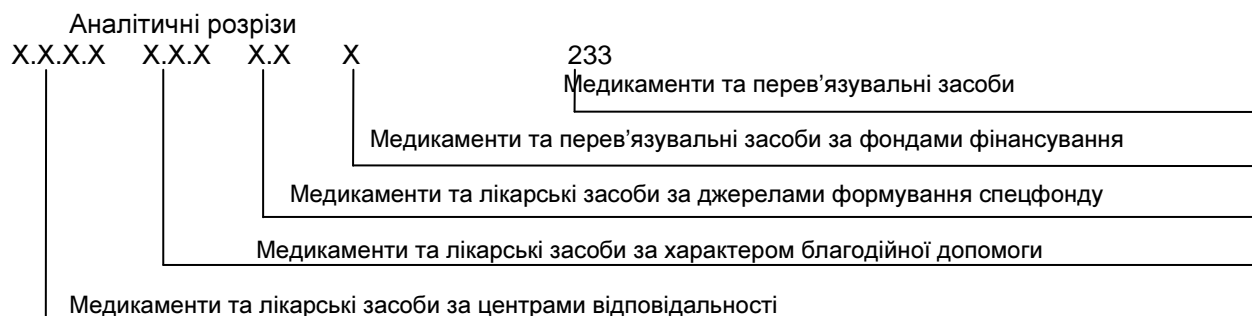 Аналітичні розрізи
Х.Х.Х.Х Х.Х.Х Х.Х Х 233
Медикаменти та перев’язувальні засоби
Медикаменти та перев’язувальні засоби за фондами фінансування
Медикаменти та лікарські засоби за джерелами формування спецфонду
Медикаменти та лікарські засоби за характером благодійної допомоги
Медикаменти та лікарські засоби за центрами відповідальності